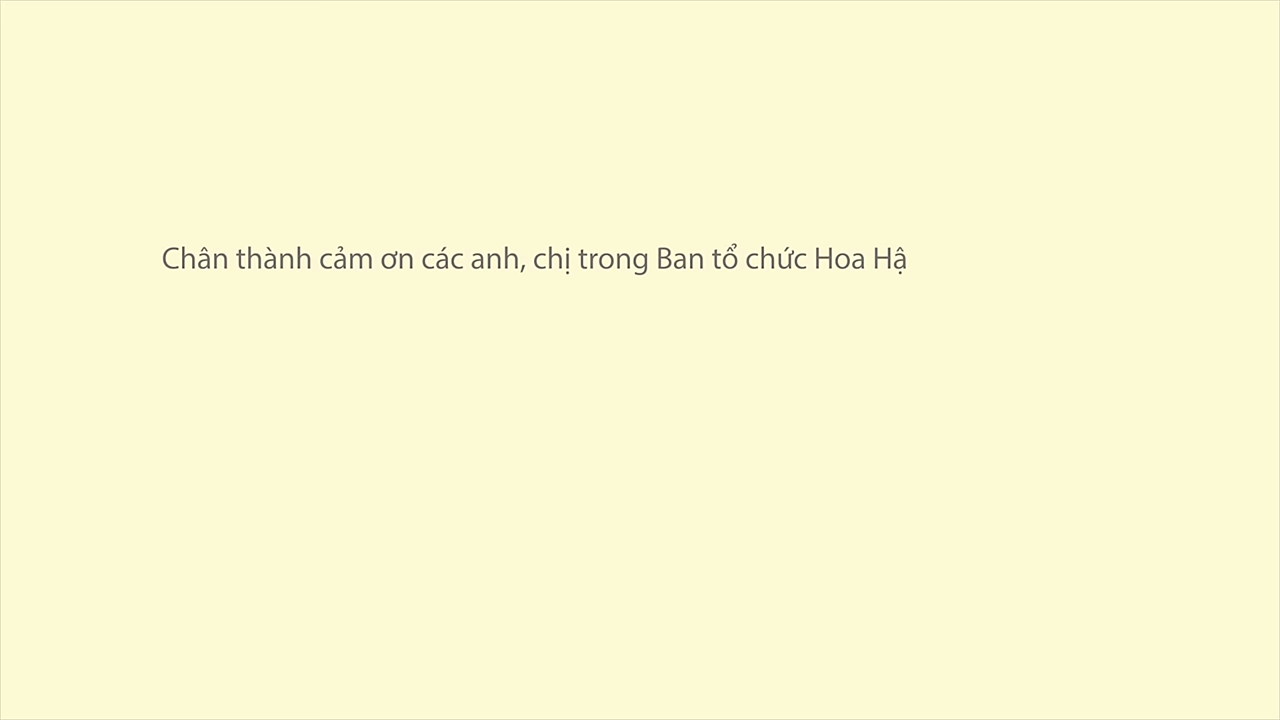 Chân thành cảm ơn các anh, chị trong Ban tổ chức Hoa Hậ